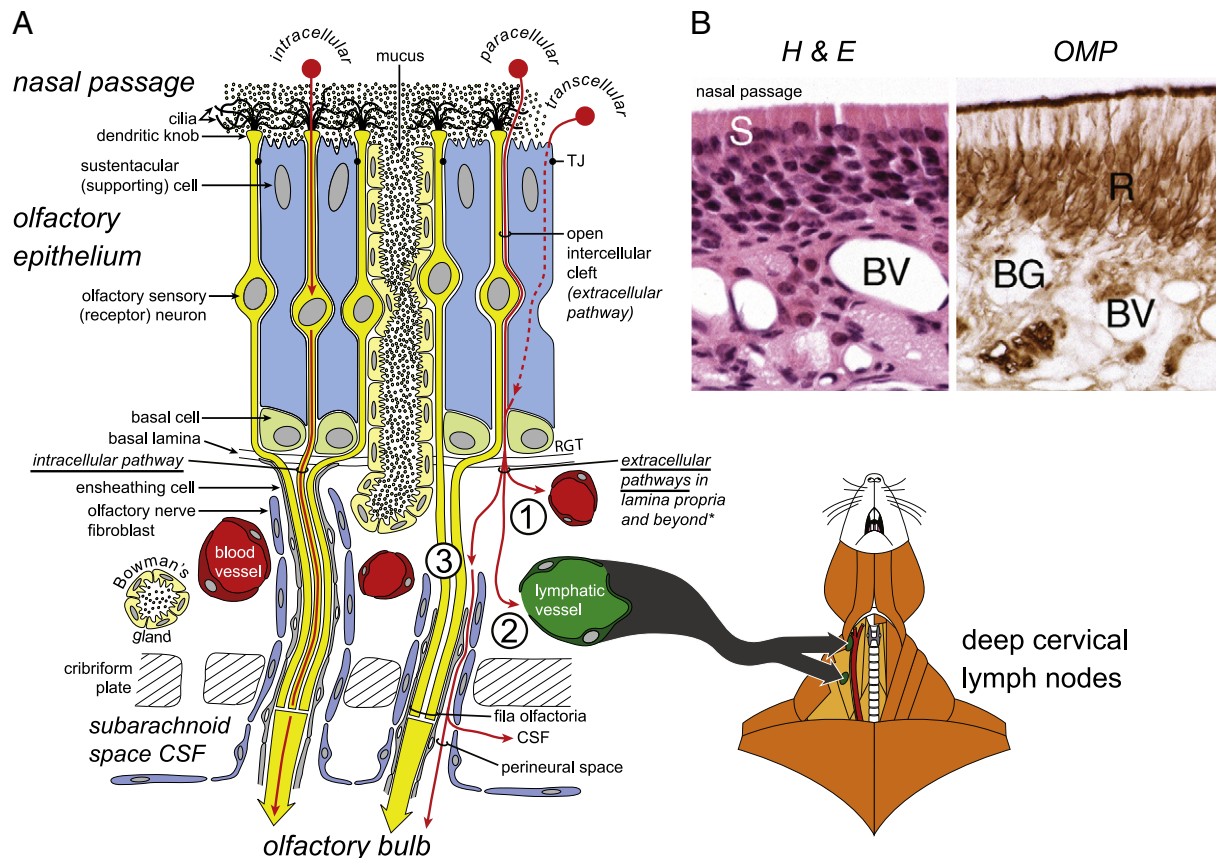 A
nasal passage
intracellular
mucus
paracellular
transcellular
cilia
dendritic knob
TJ
sustentacular
(supporting) cell
olfactory
epithelium
open
intercellular
cleft
(extracellular
pathway)
olfactory sensory
(receptor) neuron
basal cell
basal lamina
RGT
intracellular pathway
extracellular
pathways in
lamina propria
and beyond*
ensheathing cell
olfactory nerve
fibroblast
1
blood
vessel
3
Bowman's
gland
lymphatic
vessel
2
cribriform
plate
fila olfactoria
subarachnoid
space CSF
CSF
perineural space
olfactory bulb
deep cervical
lymph nodes
B
H & E
OMP
nasal passage
S
BV
R
BG
BV